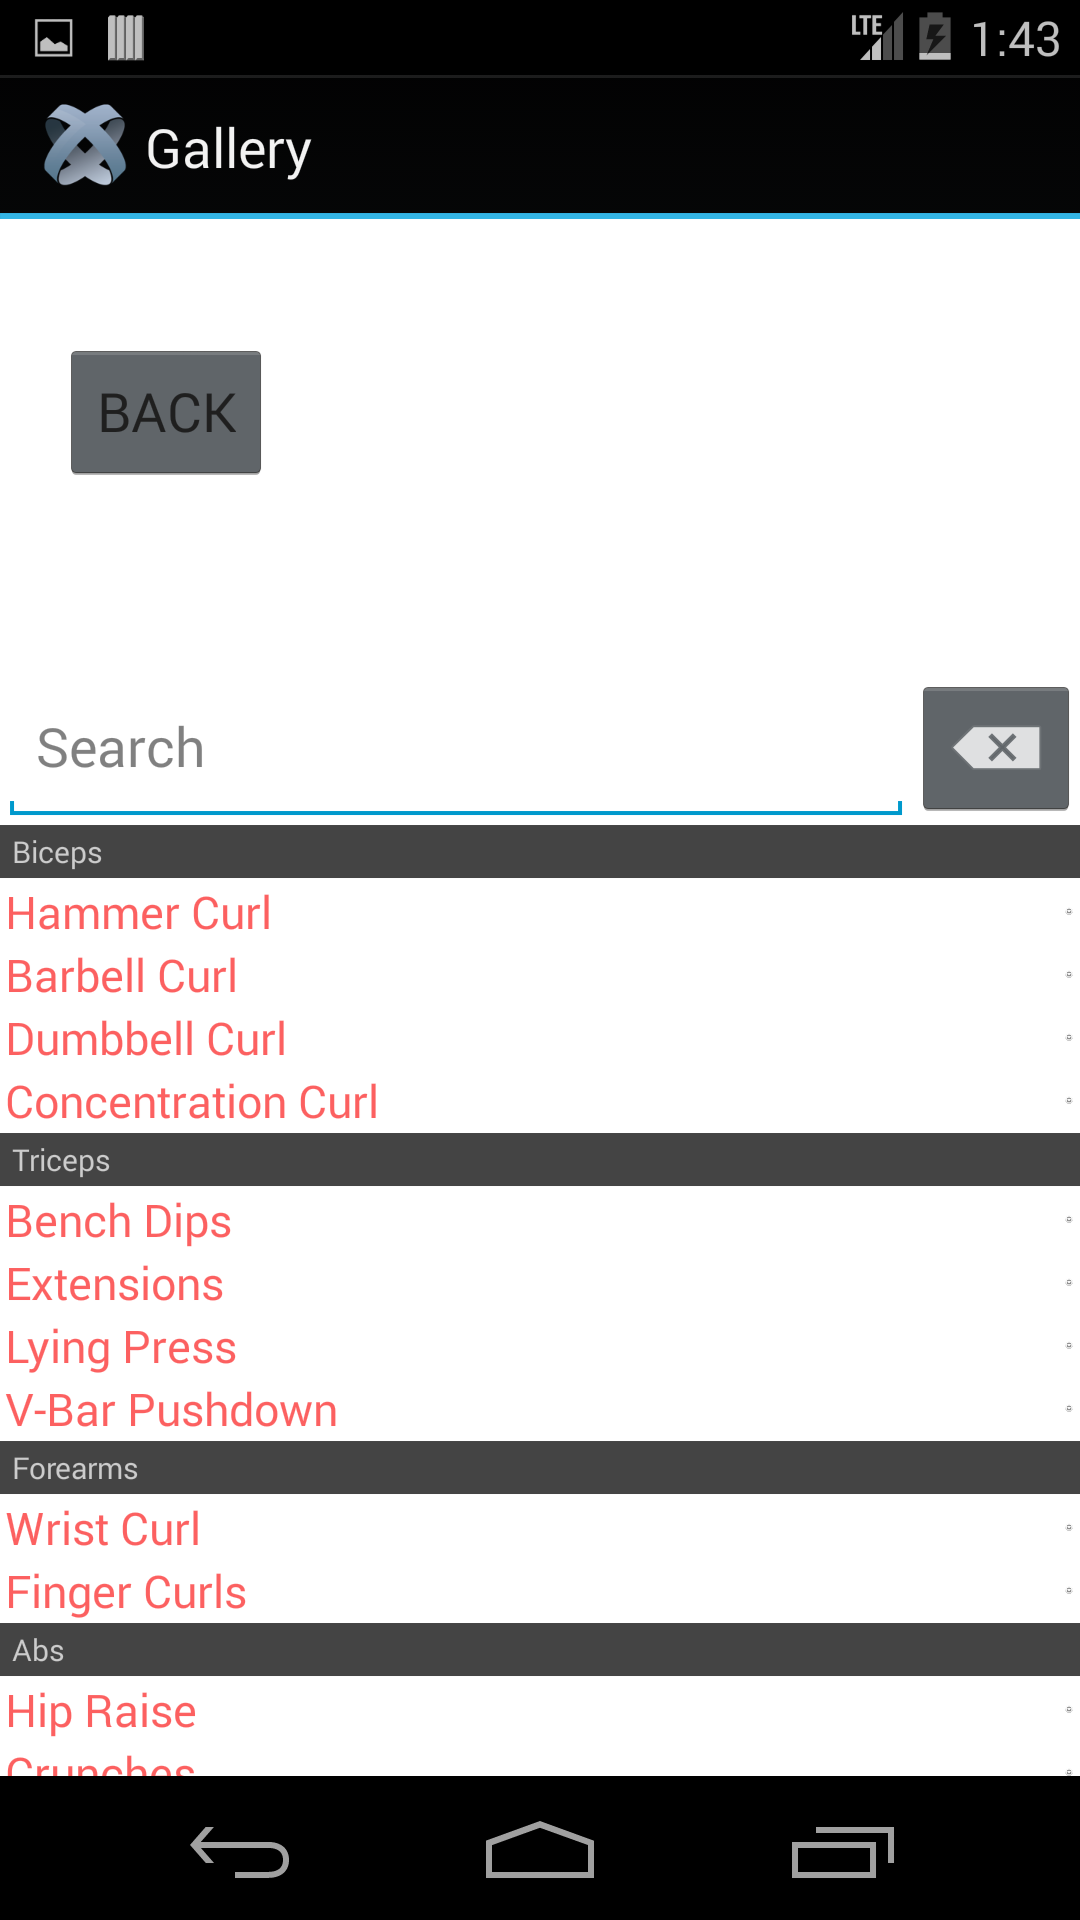 LTE 1:43
Gallery
BACK
Search
Biceps
Hammer Curl
Barbell Curl
Dumbbell Curl
Concentration Curl
Triceps
Bench Dips
Extensions
Lying Press
V-Bar Pushdown
Forearms
Wrist Curl
Finger Curls
Abs
Hip Raise
Crunches